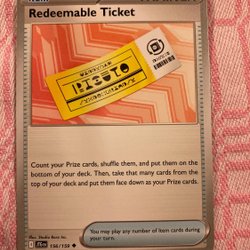 Redeemable Ticket
Count your Prize cards, shuffle them, and put them on the
bottom of your deck. Then, take that many cards from the
top of your deck and put them face down as your Prize cards.
You may play any number of Item cards during
your turn.
156/159